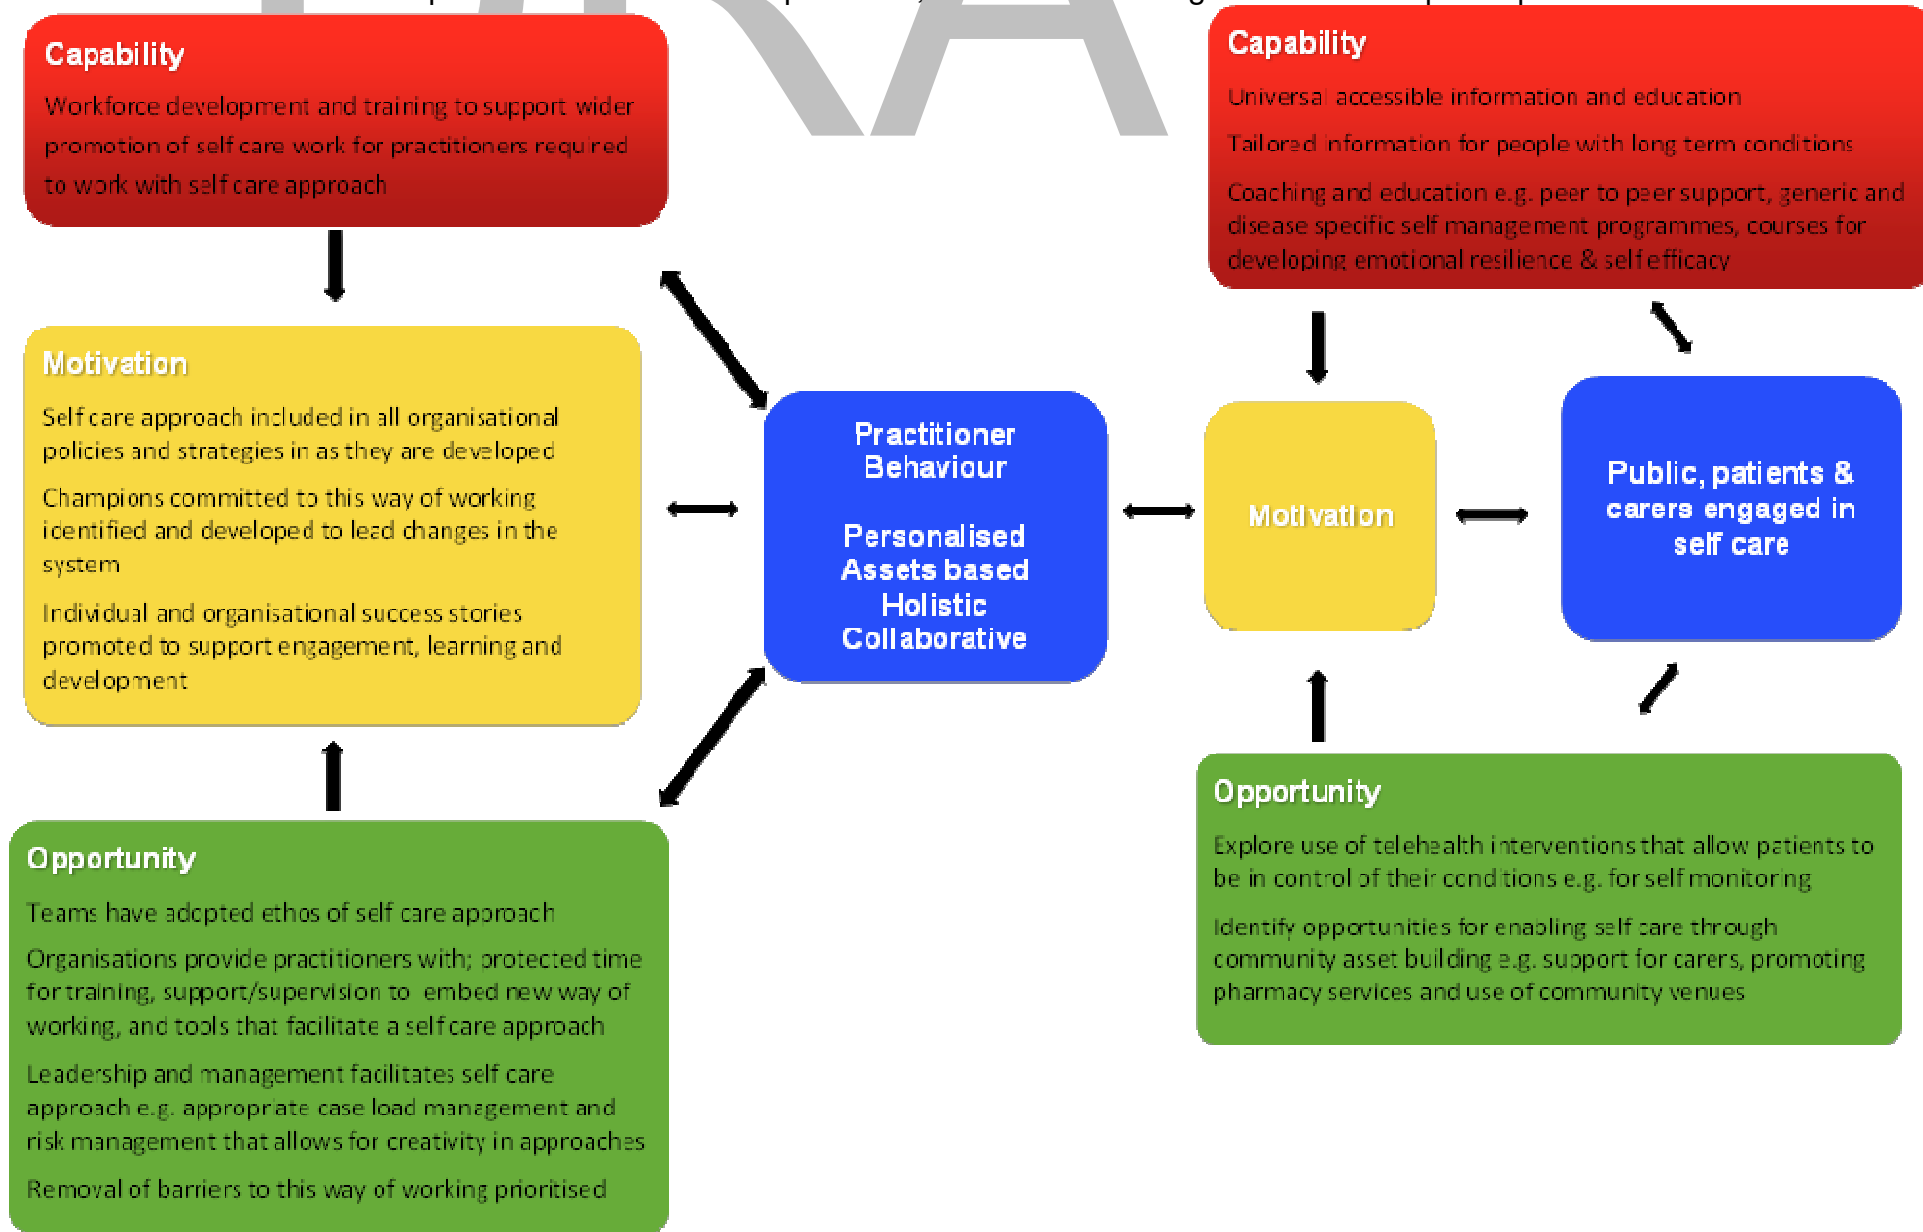 Capability
Workforce development and training to support wider
promotion of self care work for practitioners required
to work with self care approach
Motivation
Self care approach included in all organisational
policies and strategies in as they are developed
Champions committed to this way of working
identified and developed to lead changes in the
system
Individual and organisational success stories
promoted to support engagement, learning and
development
Opportunity
Teams have adopted ethos of self care approach
Organisations provide practitioners with; protected time
for training, support/supervision to embed new way of
working, and tools that facilitate a self care approach
Leadership and management facilitates self care
approach e.g. appropriate case load management and
risk management that allows for creativity in approaches
Removal of barriers to this way of working prioritised
Practitioner
Behaviour
Personalised
Assets based
Holistic
Collaborative
Capability
Universal accessible information and education
Tailored information for people with long term conditions
Coaching and education e.g. peer to peer support, generic and
disease specific self management programmes, courses for
developing emotional resilience & self efficacy
Motivation
Public, patients &
carers engaged in
self care
Opportunity
Explore use of telehealth interventions that allow patients to
be in control of their conditions e.g. for self monitoring
Identify opportunities for enabling self care through
community asset building e.g. support for carers, promoting
pharmacy services and use of community venues